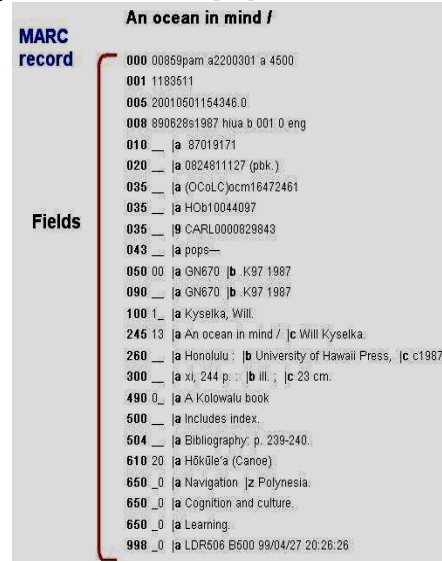 An ocean in mind /
MARC record
000 00859pam a2200301 a 4500
001 1183511
005 20010501154346.0
008 890628s1987 hiua b 001 0 eng
010 __ |a 87019171
020 __ |a 0824811127 (pbk.)
035 __ |a (OCoLC)ocm16472461
035 __ |a HOb10044097
Fields
035 __ |9 CARL0000829843
043 __ |a pops—
050 00 |a GN670 |b .K97 1987
090 __ |a GN670 |b .K97 1987
100 1_ |a Kyselka, Will.
245 13 |a An ocean in mind / |c Will Kyselka.
260 __ |a Honolulu : |b University of Hawaii Press, |c c1987
300 __ |a xi, 244 p. : |b ill. ; |c 23 cm.
490 0_ |a A Kolowalu book
500 __ |a Includes index.
504 __ |a Bibliography: p. 239-240.
610 20 |a Hōkūle'a (Canoe)
650 _0 |a Navigation |z Polynesia.
650 _0 |a Cognition and culture.
650 _0 |a Learning.
998 _0 |a LDR506 B500 99/04/27 20:26:26